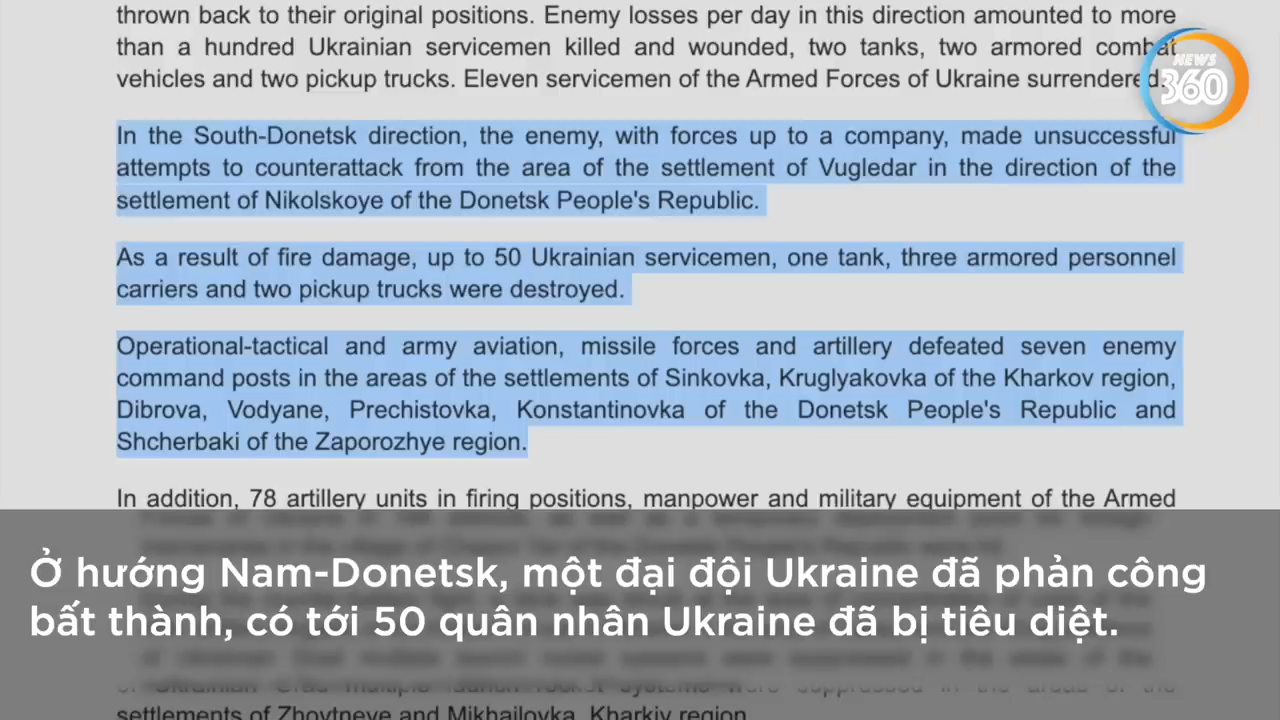 thrown back to their original positions. Enemy losses per day in this direction amounted to more
than a hundred Ukrainian servicemen killed and wounded, two tanks, two armored combat
vehicles and two pickup trucks. Eleven servicemen of the Armed Forces of Ukraine surrendered.
NEWS
360
In the South-Donetsk direction, the enemy, with forces up to a company, made unsuccessful
attempts to counterattack from the area of the settlement of Vugledar in the direction of the
settlement of Nikolskoye of the Donetsk People's Republic.
As a result of fire damage, up to 50 Ukrainian servicemen, one tank, three armored personnel
carriers and two pickup trucks were destroyed.
Operational-tactical and army aviation, missile forces and artillery defeated seven enemy
command posts in the areas of the settlements of Sinkovka, Kruglyakovka of the Kharkov region,
Dibrova, Vodyane, Prechistovka, Konstantinovka of the Donetsk People's Republic and
Shcherbaki of the Zaporozhye region.
In addition, 78 artillery units in firing positions, manpower and military equipment of the Armed
Ở hướng Nam-Donetsk, một đại đội Ukraine đã phản công
bất thành, có tới 50 quân nhân Ukraine đã bị tiêu diệt.
settlements of Zhovtneve and Mikhailovka, Kharkiv region.